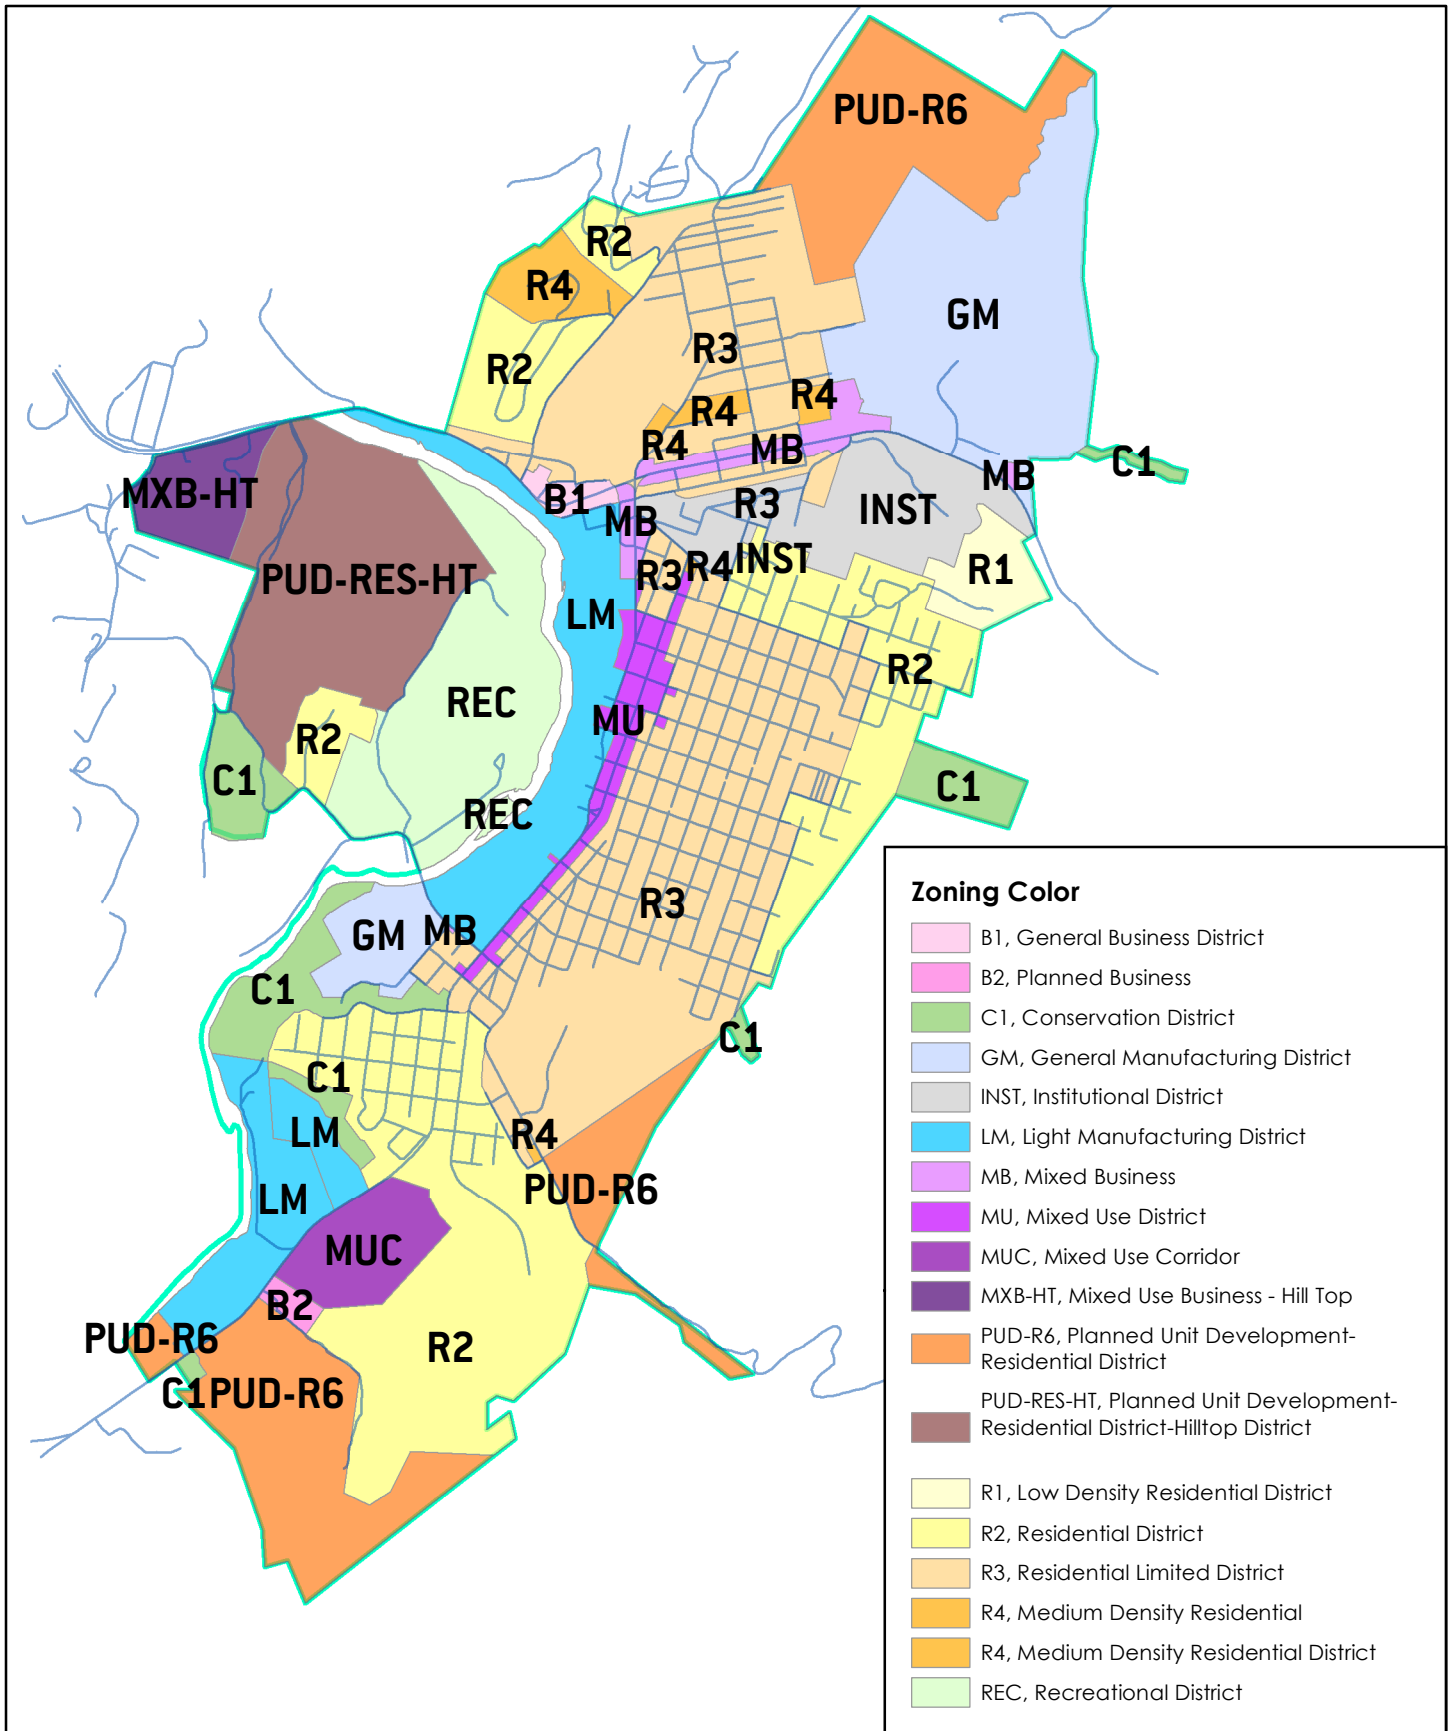 PUD-R6
R2
R4
GM
R2
R3
R4
R4
R4
MB
C1
MB
MXB-HT
B1
R3
INST
MB
INST
R4
R3
R1
PUD-RES-HT
LM
R2
REC
MU
R2
C1
C1
REC
R3
GM
MB
C1
C1
C1
LM
R4
PUD-R6
LM
MUC
B2
PUD-R6
R2
C1
PUD-R6
Zoning Color
B1, General Business District
B2, Planned Business
C1, Conservation District
GM, General Manufacturing District
INST, Institutional District
LM, Light Manufacturing District
MB, Mixed Business
MU, Mixed Use District
MUC, Mixed Use Corridor
MXB-HT, Mixed Use Business - Hill Top
PUD-R6, Planned Unit Development-
Residential District
PUD-RES-HT, Planned Unit Development-
Residential District-Hilltop District
R1, Low Density Residential District
R2, Residential District
R3, Residential Limited District
R4, Medium Density Residential
R4, Medium Density Residential District
REC, Recreational District